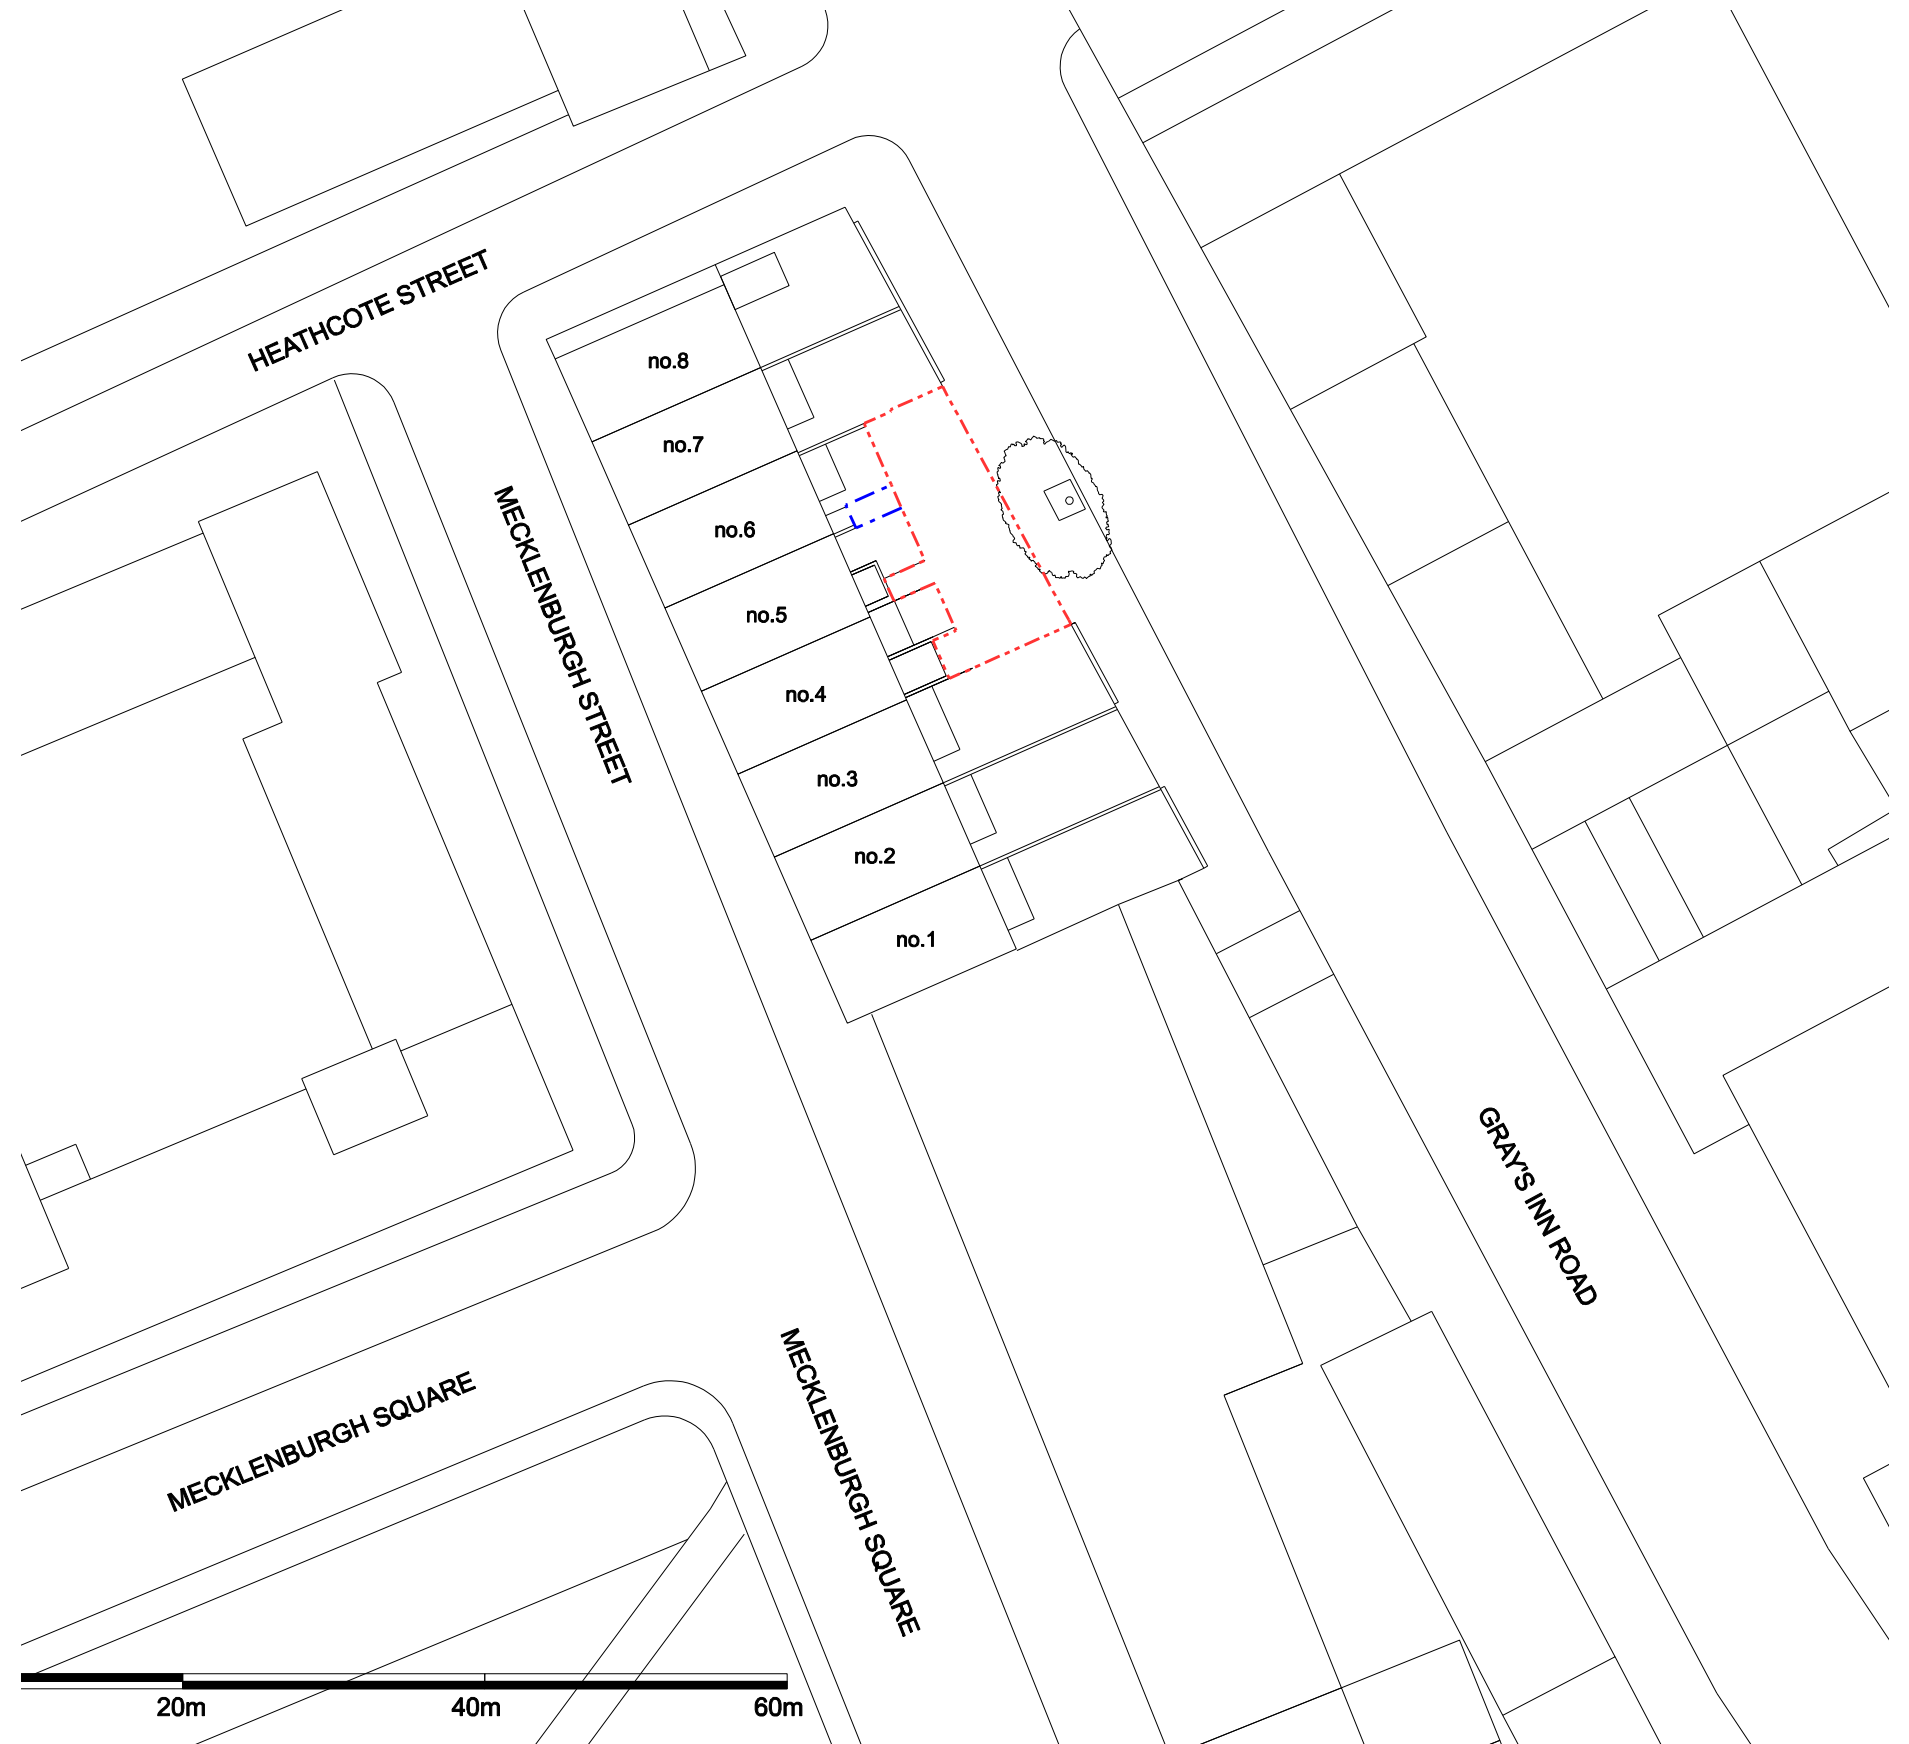 HEATHCOTE STREET
no.8
no.7
MECKLENBURGH STREET
no.6
no.5
no.4
no.3
no.2
no.1
GRAY'S INN ROAD
MECKLENBURGH SQUARE
MECKLENBURGH SQUARE
20m
40m
60m